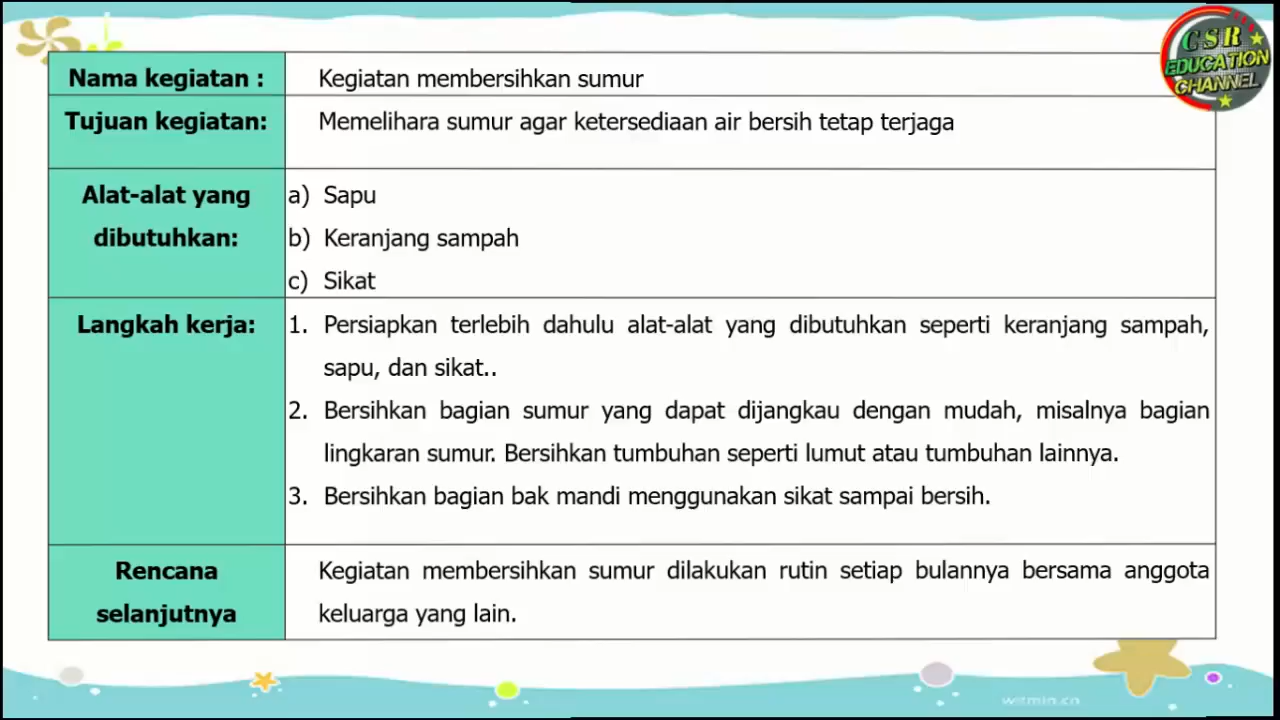 CSR
EDUCATION
CHANNEL
Nama kegiatan :
Kegiatan membersihkan sumur
Tujuan kegiatan:
Memelihara sumur agar ketersediaan air bersih tetap terjaga
Alat-alat yang
dibutuhkan:
a) Sapu
b) Keranjang sampah
c) Sikat
Langkah kerja:
1. Persiapkan terlebih dahulu alat-alat yang dibutuhkan seperti keranjang sampah,
sapu, dan sikat..
2. Bersihkan bagian sumur yang dapat dijangkau dengan mudah, misalnya bagian
lingkaran sumur. Bersihkan tumbuhan seperti lumut atau tumbuhan lainnya.
3. Bersihkan bagian bak mandi menggunakan sikat sampai bersih.
Rencana
selanjutnya
Kegiatan membersihkan sumur dilakukan rutin setiap bulannya bersama anggota
keluarga yang lain.